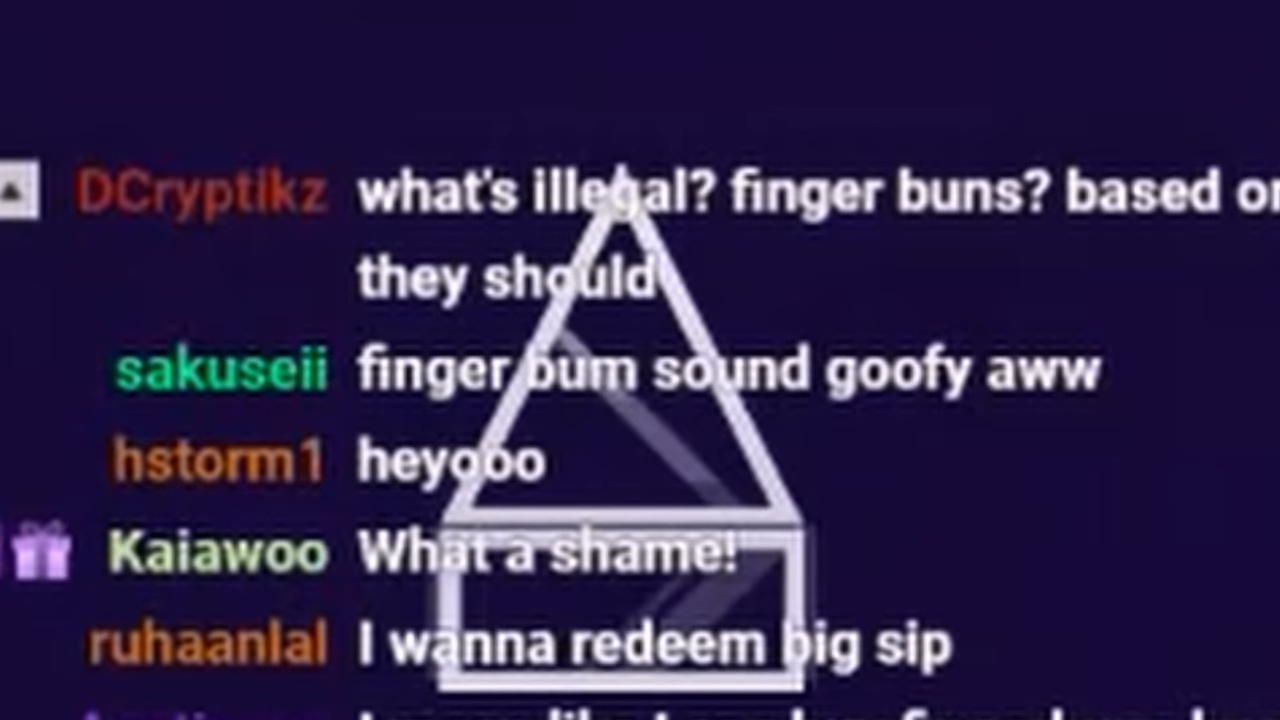 DCryptikz what's illegal? finger buns? based
they should
sakuseii finger bum sound goofy aww
hstorm1 heyooo
Kaiawoo What a shame!
ruhaanlal I wanna redeem big sip